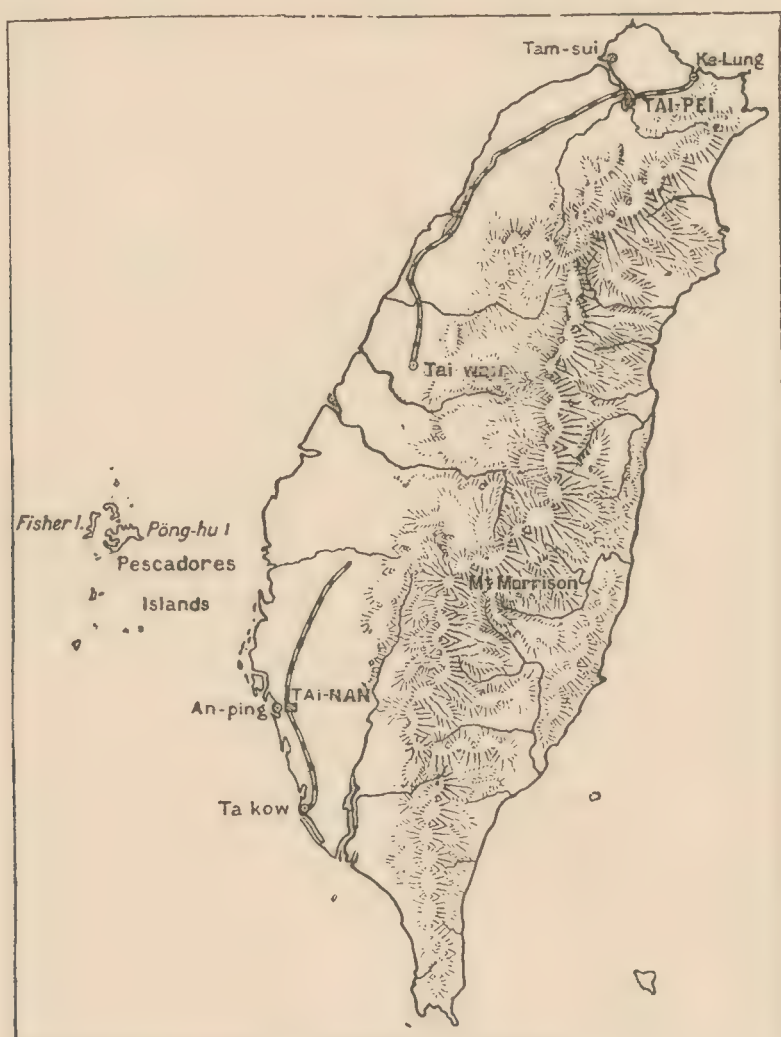 Tam-sui
Ke-Lung
TAI-PEI
Tai-wan
Fisher I.
Pöng-hu I
Pescadores
Islands
Mt Morrison
TAi-NAN
An-ping
Ta kow